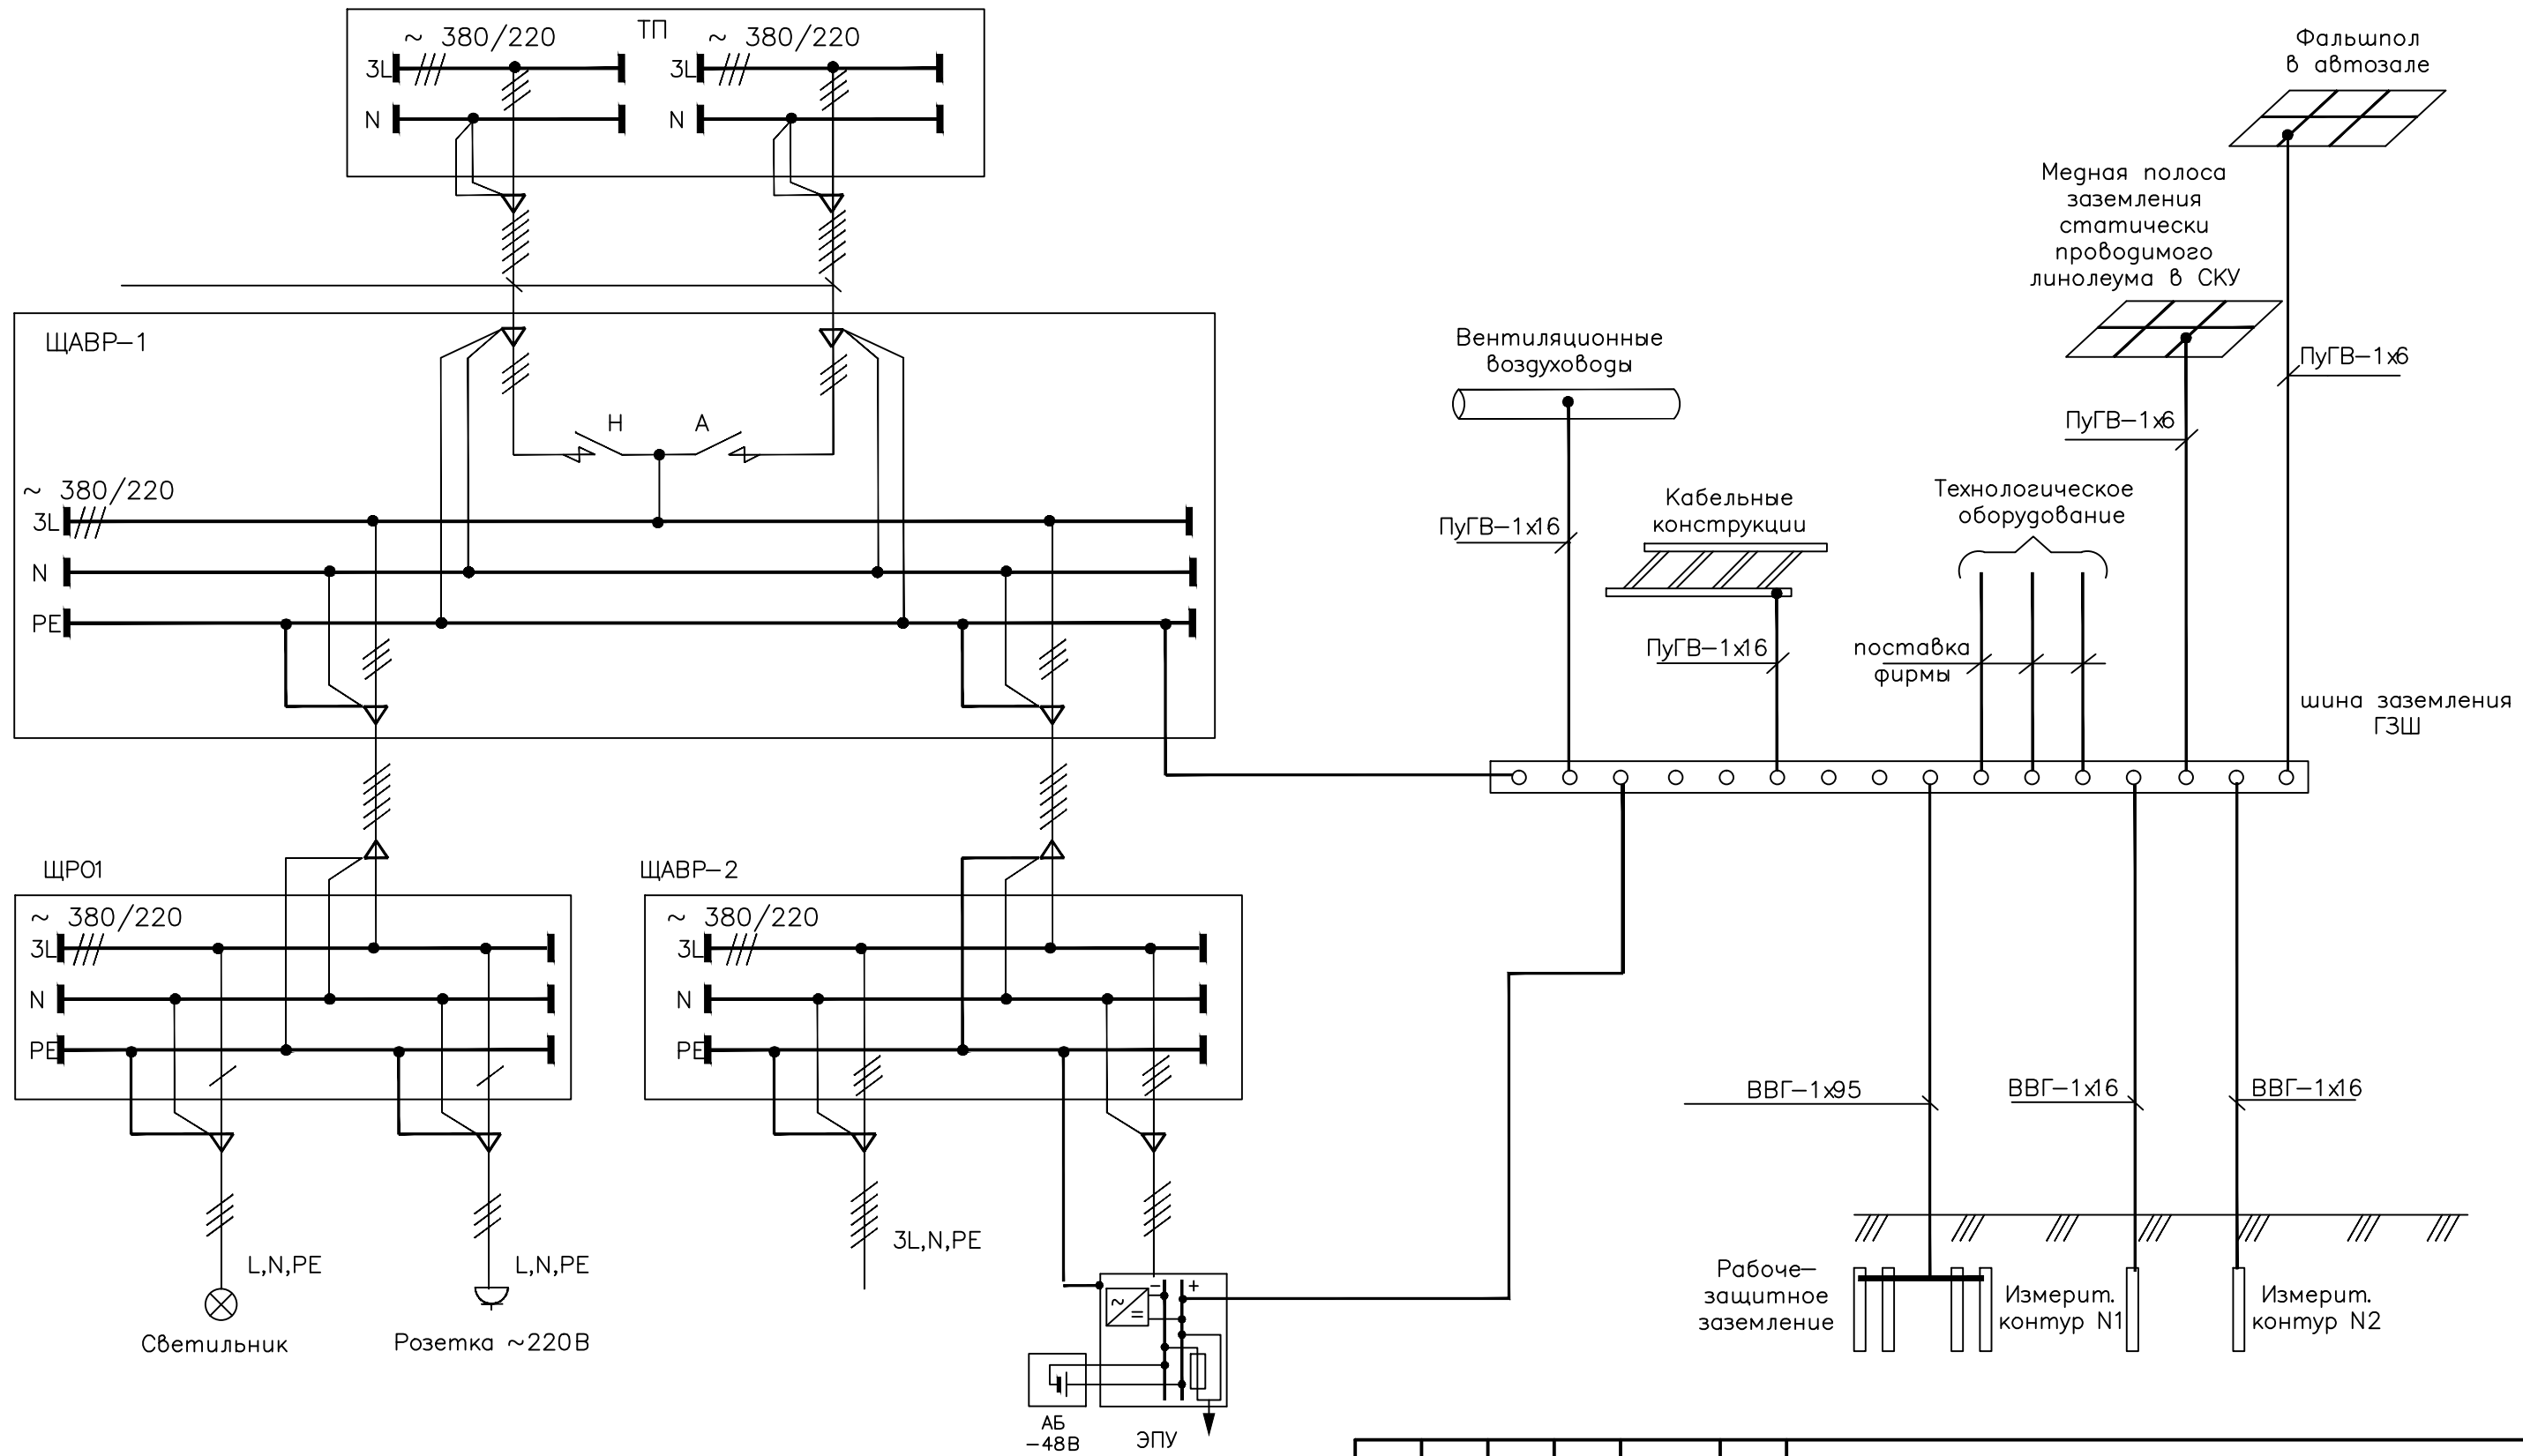 ТП
~ 380/220
~ 380/220
3L
3L
N
N
ЩАВР-1
Н
А
~ 380/220
3L
N
PE
ЩРО1
~ 380/220
3L
N
PE
L,N,PE
L,N,PE
Светильник
Розетка ~220В
ЩАВР-2
~ 380/220
3L
N
PE
3L,N,PE
- +
~
=
АБ
-48В
ЭПУ
Вентиляционные
воздуховоды
ПуГВ-1х16
Кабельные
конструкции
ПуГВ-1х16
Технологическое
оборудование
поставка
фирмы
Медная полоса
заземления
статически
проводимого
линолеума в СКУ
ПуГВ-1х6
Фальшпол
в автозале
ПуГВ-1х6
шина заземления
ГЗШ
ВВГ-1х95
ВВГ-1х16
ВВГ-1х16
Рабоче-
защитное
заземление
Измерит.
контур N1
Измерит.
контур N2